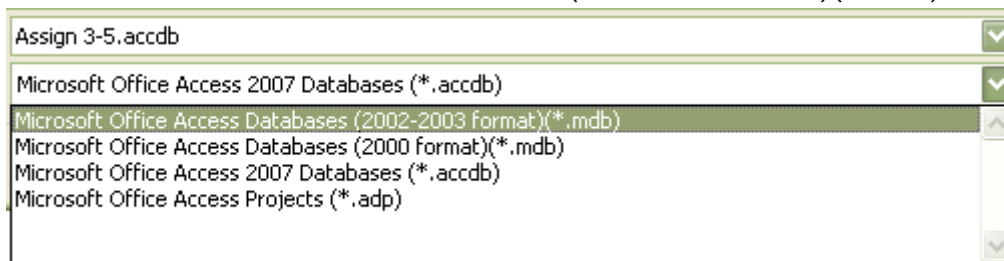 Assign 3-5.accdb
Microsoft Office Access 2007 Databases (*.accdb)
Microsoft Office Access Databases (2002-2003 format)(*.mdb)
Microsoft Office Access Databases (2000 format)(*.mdb)
Microsoft Office Access 2007 Databases (*.accdb)
Microsoft Office Access Projects (*.adp)